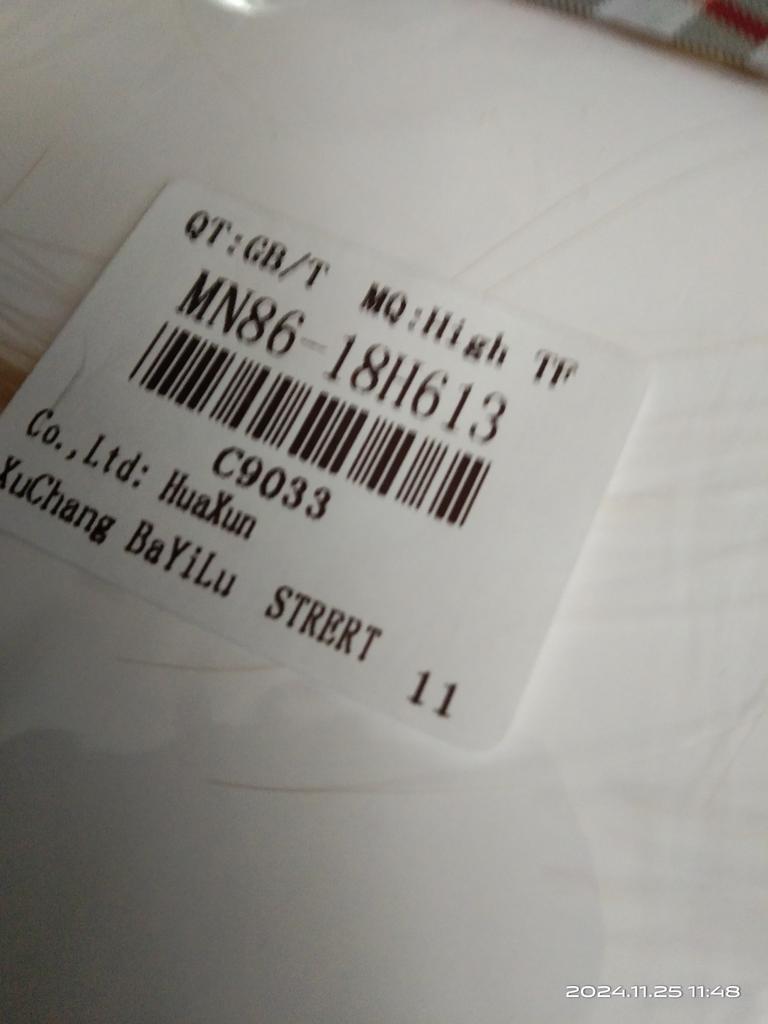 QT:GB/T MQ:High TF
MN86-18H613
C9033
Co.,Ltd: HuaXun
XuChang BaYiLu STRERT 11
2024.11.25 11:48